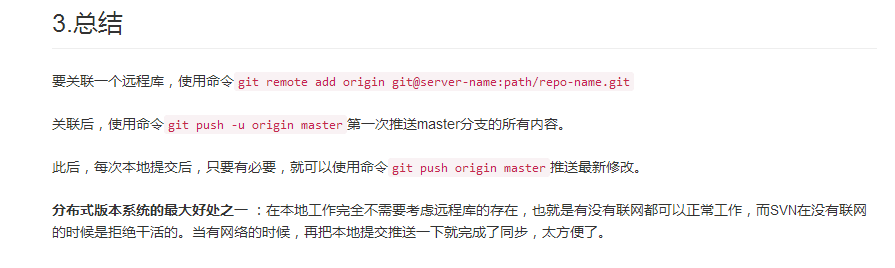 3.总结
要关联一个远程库，使用命令 git remote add origin git@server-name:path/repo-name.git
关联后，使用命令 git push -u origin master 第一次推送master分支的所有内容。
此后，每次本地提交后，只要有必要，就可以使用命令 git push origin master 推送最新修改。
分布式版本系统的最大好处之一 ：在本地工作完全不需要考虑远程库的存在，也就是有没有联网都可以正常工作，而SVN在没有联网
的时候是拒绝干活的。当有网络的时候，再把本地提交推送一下就完成了同步，太方便了。